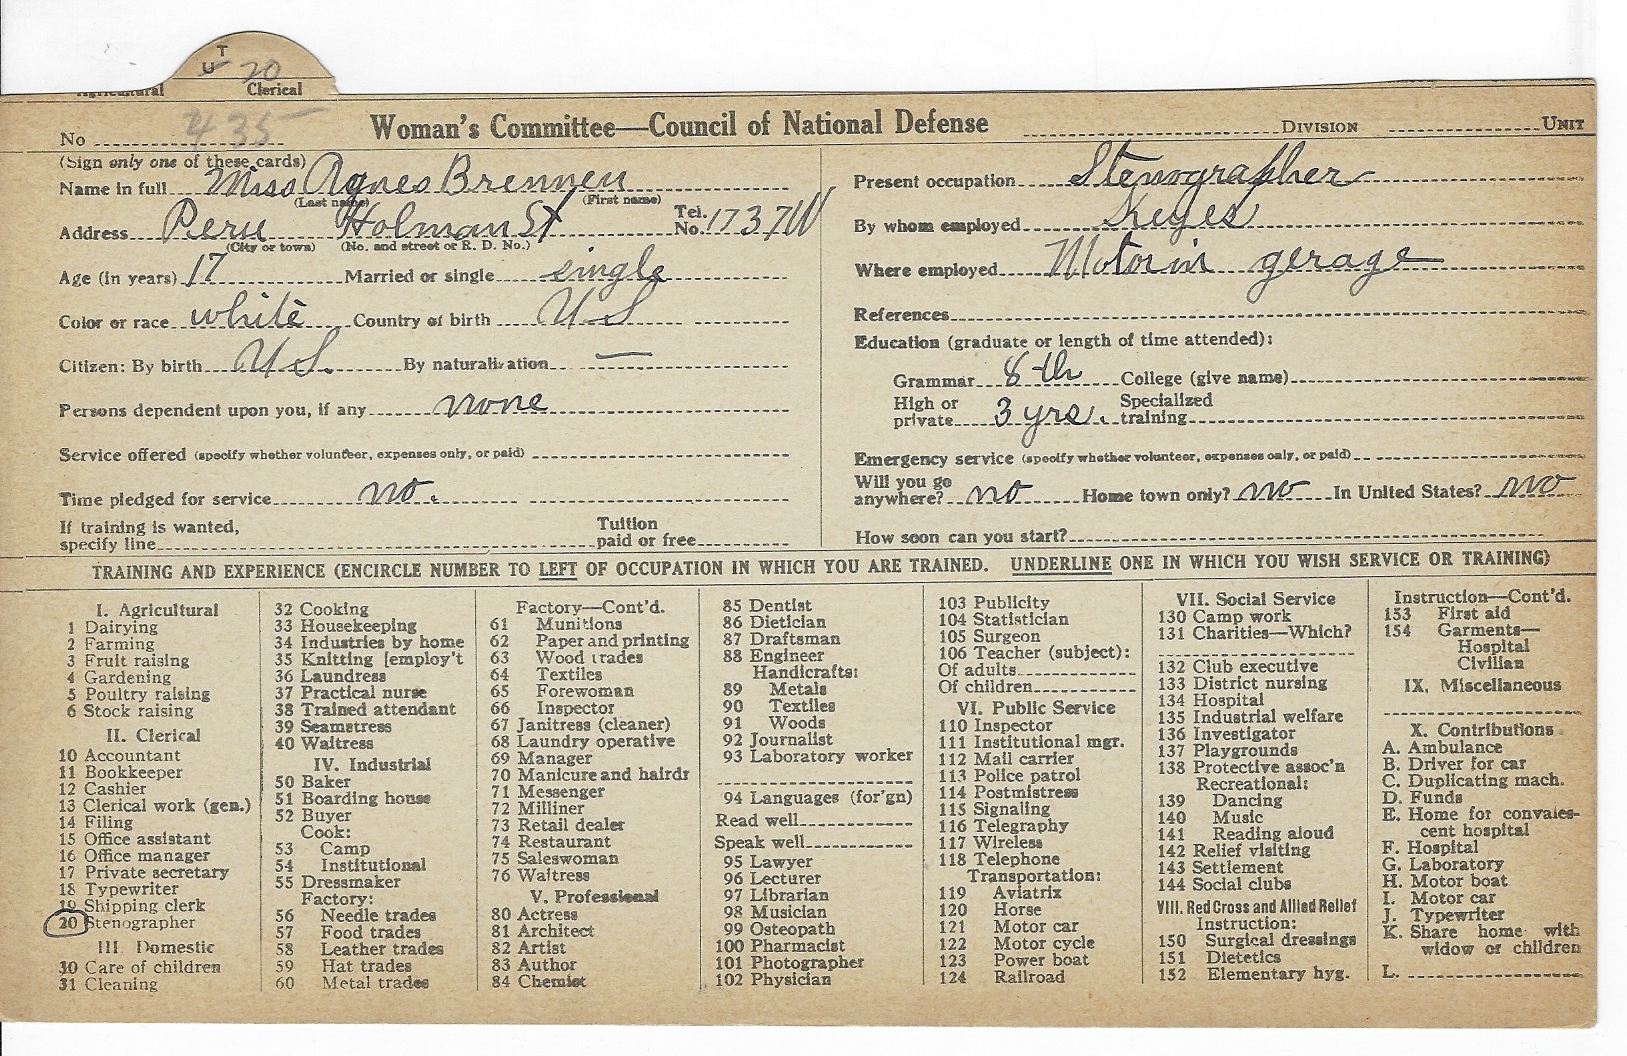 T
U 20
Agricultural Clerical
No 435
Woman's Committee—Council of National Defense DIVISION UNIT
(Sign only one of these cards)
Name in full Miss Agnes Brennen
(Last name) (First name)
Address Peru Holman St Tel. No. 1737W
(City or town) (No. and street or R. D. No.)
Age (in years) 17 Married or single single
Color or race white Country of birth U S
Citizen: By birth U S. By naturalization —
Persons dependent upon you, if any none
Service offered (specify whether volunteer, expenses only, or paid)
Time pledged for service no.
If training is wanted, specify line Tuition paid or free
Present occupation Stenographer
By whom employed Keyes
Where employed Motorin gerage
References
Education (graduate or length of time attended):
Grammar 8th College (give name)
High or private 3 yrs. Specialized training
Emergency service (specify whether volunteer, expenses only, or paid)
Will you go anywhere? no Home town only? no In United States? no
How soon can you start?
TRAINING AND EXPERIENCE (ENCIRCLE NUMBER TO LEFT OF OCCUPATION IN WHICH YOU ARE TRAINED. UNDERLINE ONE IN WHICH YOU WISH SERVICE OR TRAINING)
I. Agricultural
1 Dairying
2 Farming
3 Fruit raising
4 Gardening
5 Poultry raising
6 Stock raising
II. Clerical
10 Accountant
11 Bookkeeper
12 Cashier
13 Clerical work (gen.)
14 Filing
15 Office assistant
16 Office manager
17 Private secretary
18 Typewriter
19 Shipping clerk
20 Stenographer
III Domestic
30 Care of children
31 Cleaning
32 Cooking
33 Housekeeping
34 Industries by home
35 Knitting [employ't
36 Laundress
37 Practical nurse
38 Trained attendant
39 Seamstress
40 Waitress
IV. Industrial
50 Baker
51 Boarding house
52 Buyer
Cook:
53 Camp
54 Institutional
55 Dressmaker
Factory:
56 Needle trades
57 Food trades
58 Leather trades
59 Hat trades
60 Metal trades
Factory—Cont'd.
61 Munitions
62 Paper and printing
63 Wood trades
64 Textiles
65 Forewoman
66 Inspector
67 Janitress (cleaner)
68 Laundry operative
69 Manager
70 Manicure and hairdr
71 Messenger
72 Milliner
73 Retail dealer
74 Restaurant
75 Saleswoman
76 Waitress
V. Professional
80 Actress
81 Architect
82 Artist
83 Author
84 Chemist
85 Dentist
86 Dietician
87 Draftsman
88 Engineer
Handicrafts:
89 Metals
90 Textiles
91 Woods
92 Journalist
93 Laboratory worker
94 Languages (for'gn)
Read well
Speak well
95 Lawyer
96 Lecturer
97 Librarian
98 Musician
99 Osteopath
100 Pharmacist
101 Photographer
102 Physician
103 Publicity
104 Statistician
105 Surgeon
106 Teacher (subject):
Of adults
Of children
VI. Public Service
110 Inspector
111 Institutional mgr.
112 Mail carrier
113 Police patrol
114 Postmistress
115 Signaling
116 Telegraphy
117 Wireless
118 Telephone
Transportation:
119 Aviatrix
120 Horse
121 Motor car
122 Motor cycle
123 Power boat
124 Railroad
VII. Social Service
130 Camp work
131 Charities—Which?
132 Club executive
133 District nursing
134 Hospital
135 Industrial welfare
136 Investigator
137 Playgrounds
138 Protective assoc'n
Recreational:
139 Dancing
140 Music
141 Reading aloud
142 Relief visiting
143 Settlement
144 Social clubs
VIII. Red Cross and Allied Relief
Instruction:
150 Surgical dressings
151 Dietetics
152 Elementary hyg.
Instruction—Cont'd.
153 First aid
154 Garments—
Hospital
Civilian
IX. Miscellaneous
X. Contributions
A. Ambulance
B. Driver for car
C. Duplicating mach.
D. Funds
E. Home for convales-
cent hospital
F. Hospital
G. Laboratory
H. Motor boat
I. Motor car
J. Typewriter
K. Share home with
widow or children
L.